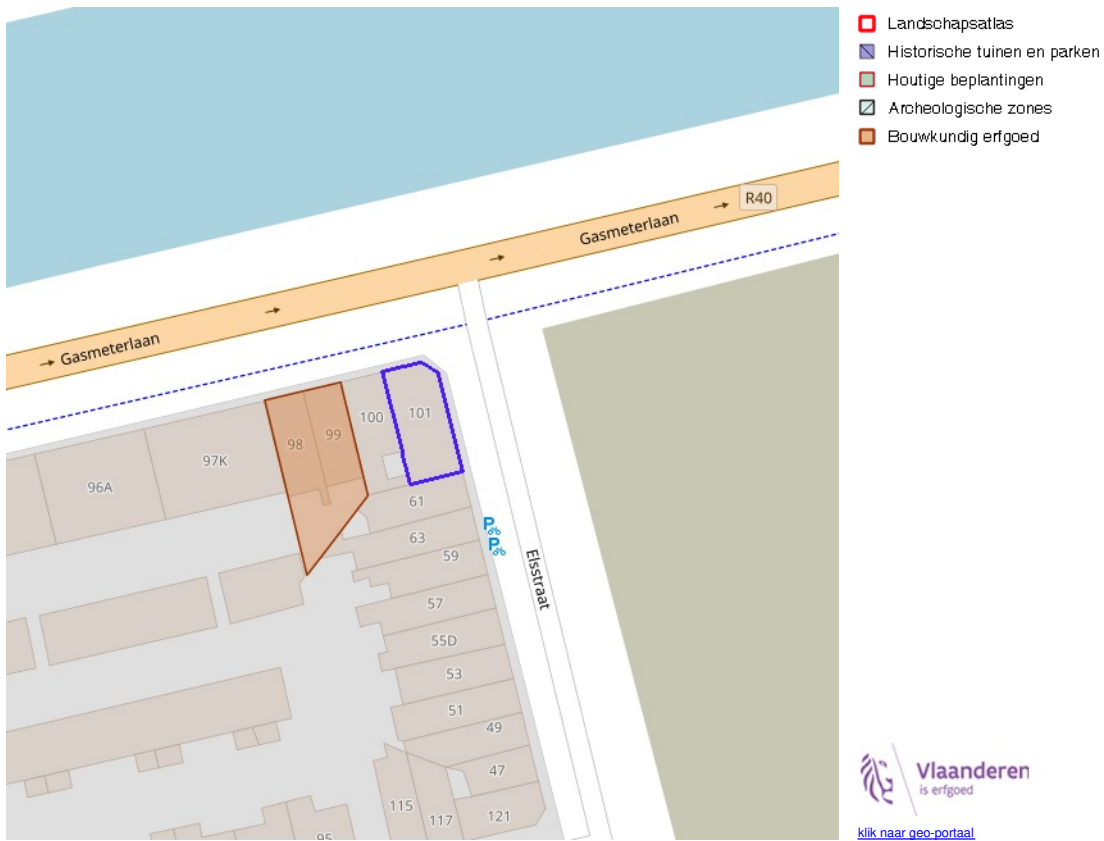 Landschapsatlas
Historische tuinen en parken
Houtige beplantingen
Archeologische zones
Bouwkundig erfgoed
R40
Gasmeterlaan
Gasmeterlaan
101
100
99
98
97K
96A
61
63
59
57
55D
53
51
49
47
121
115
117
95
P
P
Elsstraat
Vlaanderen
is erfgoed
klik naar geo-portaal